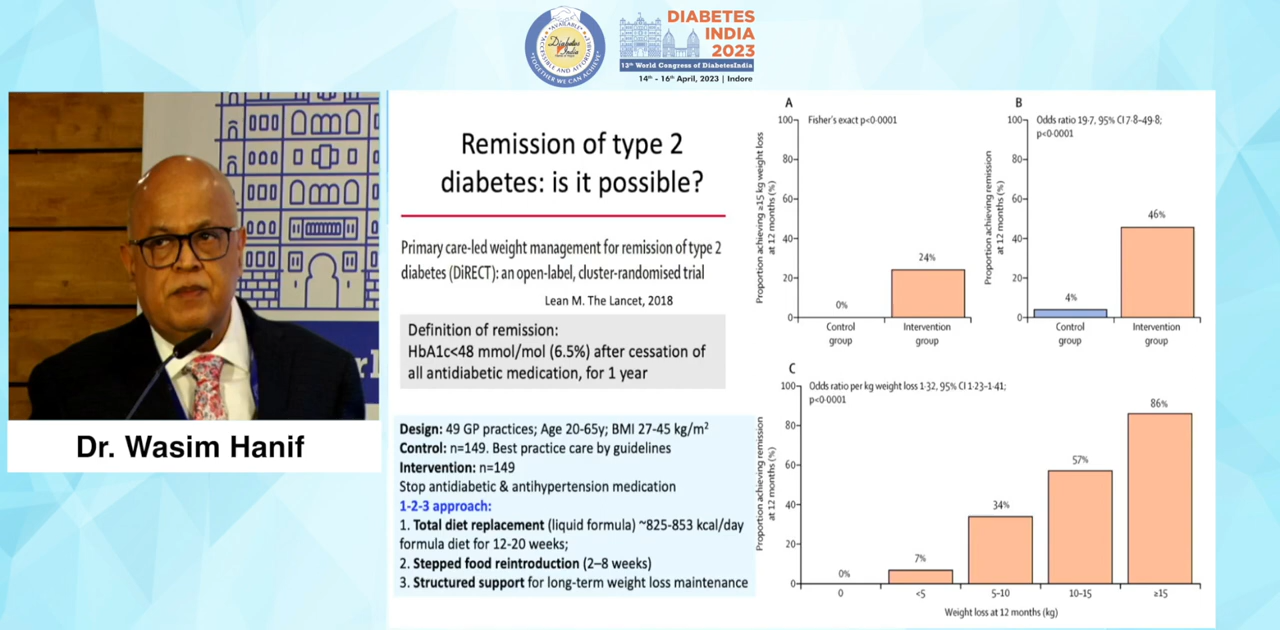 AVAILABLE
ACCESSIBLE AND AFFORDABLE
Diabetes
India
TOGETHER WE CAN ACHIEVE
DIABETES
INDIA
2023
12th World Congress of DiabetesIndia
14th - 16th April, 2023 | Indore
Dr. Wasim Hanif
Remission of type 2
diabetes: is it possible?
Primary care-led weight management for remission of type 2
diabetes (DiRECT): an open-label, cluster-randomised trial
Lean M. The Lancet, 2018
Definition of remission:
HbA1c<48 mmol/mol (6.5%) after cessation of
all antidiabetic medication, for 1 year
Design: 49 GP practices; Age 20-65y; BMI 27-45 kg/m²
Control: n=149. Best practice care by guidelines
Intervention: n=149
Stop antidiabetic & antihypertension medication
1-2-3 approach:
1. Total diet replacement (liquid formula) ~825-853 kcal/day
formula diet for 12-20 weeks;
2. Stepped food reintroduction (2–8 weeks)
3. Structured support for long-term weight loss maintenance
A
Fisher's exact p<0·0001
Proportion achieving ≥15 kg weight loss
at 12 months (%)
100
80
60
40
20
0
0%
24%
Control
group
Intervention
group
B
Odds ratio 19·7, 95% CI 7·8–49·8;
p<0·0001
Proportion achieving remission
at 12 months (%)
100
80
60
40
20
0
4%
46%
Control
group
Intervention
group
C
Odds ratio per kg weight loss 1·32, 95% CI 1·23–1·41;
p<0·0001
Proportion achieving remission
at 12 months (%)
100
80
60
40
20
0
0%
7%
34%
57%
86%
0
<5
5–10
10–15
≥15
Weight loss at 12 months (kg)